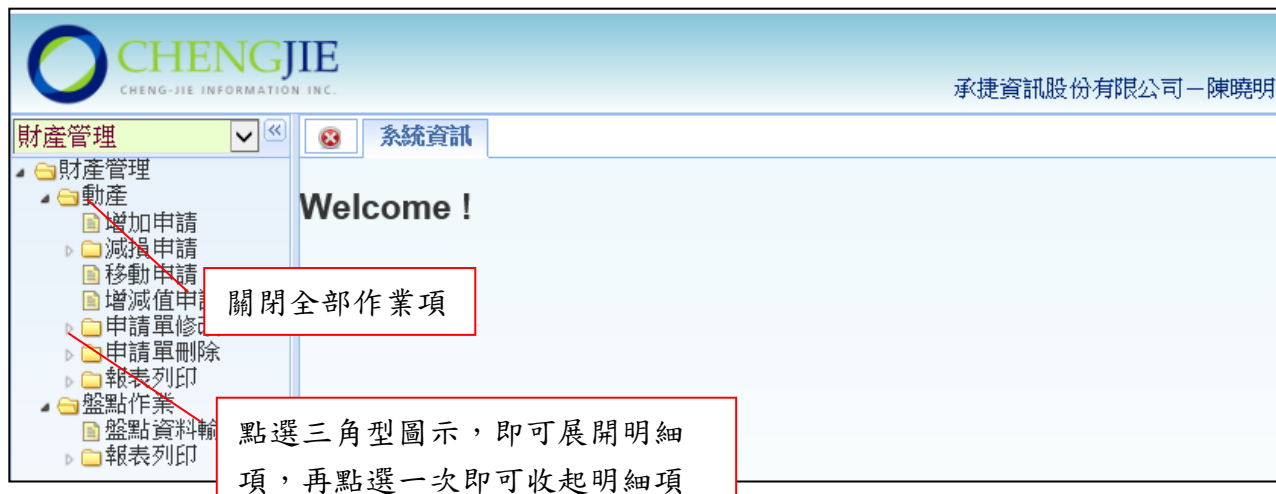 CHENGJIE
CHENG-JIE INFORMATION INC.
承捷資訊股份有限公司－陳曉明
財產管理
系統資訊
財產管理
動產
增加申請
減損申請
移動申請
增減值申
申請單修
申請單刪除
報表列印
盤點作業
盤點資料輸
報表列印
Welcome !
關閉全部作業項
點選三角型圖示，即可展開明細
項，再點選一次即可收起明細項